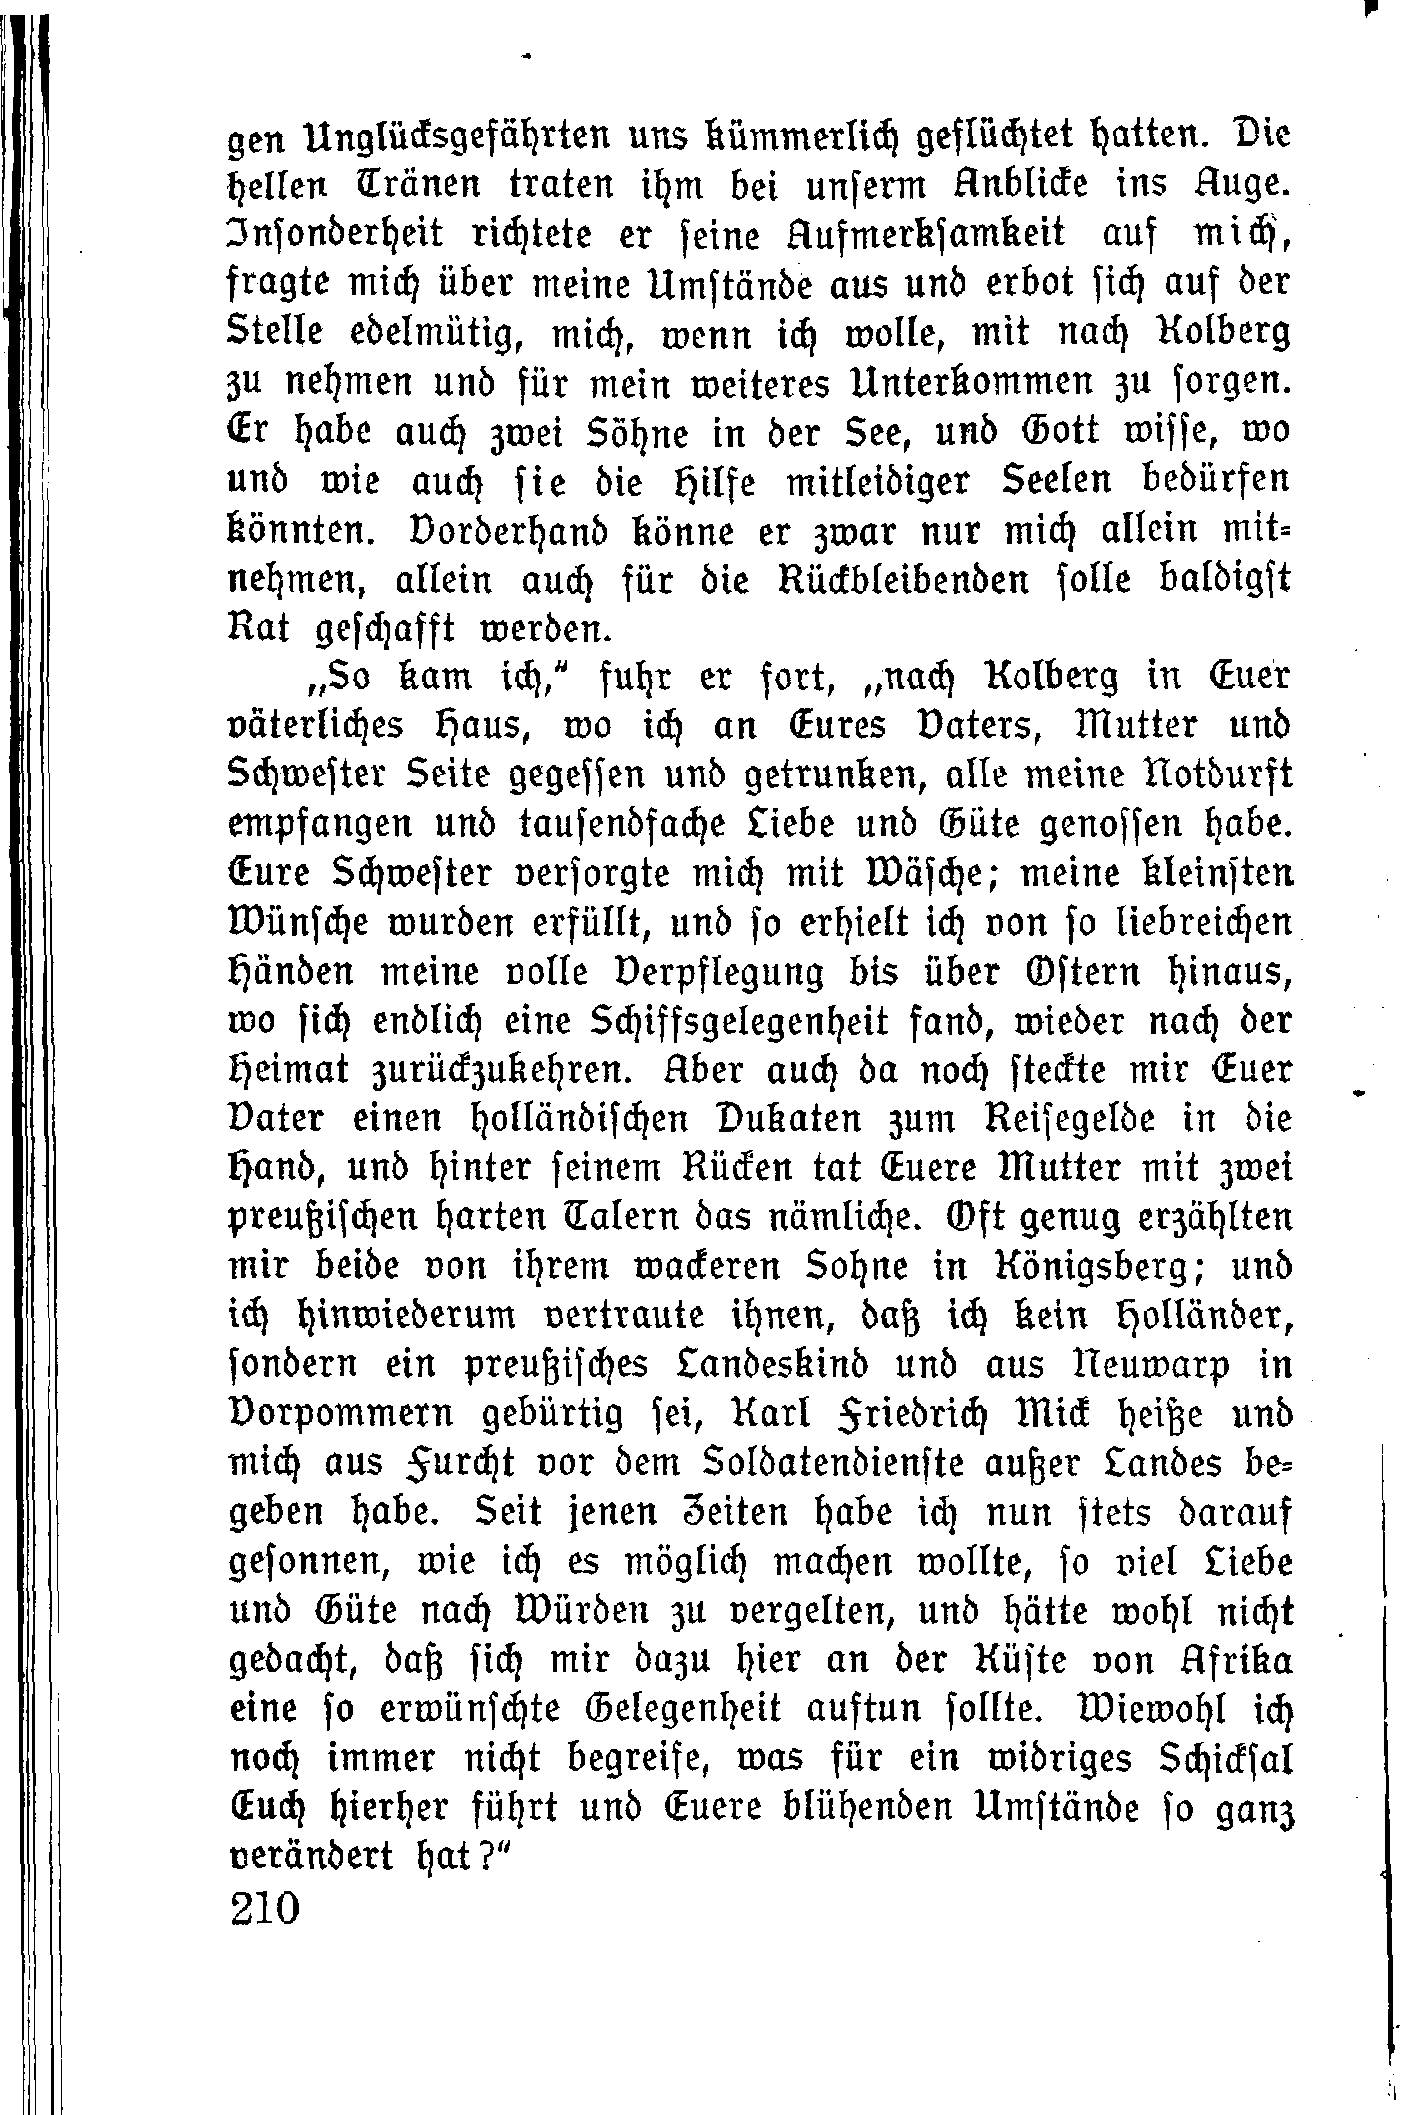 gen Unglücksgefährten uns kümmerlich geflüchtet hatten. Die
hellen Tränen traten ihm bei unserm Anblicke ins Auge.
Insonderheit richtete er seine Aufmerksamkeit auf mich,
fragte mich über meine Umstände aus und erbot sich auf der
Stelle edelmütig, mich, wenn ich wolle, mit nach Kolberg
zu nehmen und für mein weiteres Unterkommen zu sorgen.
Er habe auch zwei Söhne in der See, und Gott wisse, wo
und wie auch sie die Hilfe mitleidiger Seelen bedürfen
könnten. Vorderhand könne er zwar nur mich allein mit-
nehmen, allein auch für die Rückbleibenden solle baldigst
Rat geschafft werden.
„So kam ich,“ fuhr er fort, „nach Kolberg in Euer
väterliches Haus, wo ich an Eures Vaters, Mutter und
Schwester Seite gegessen und getrunken, alle meine Notdurft
empfangen und tausendfache Liebe und Güte genossen habe.
Eure Schwester versorgte mich mit Wäsche; meine kleinsten
Wünsche wurden erfüllt, und so erhielt ich von so liebreichen
Händen meine volle Verpflegung bis über Ostern hinaus,
wo sich endlich eine Schiffsgelegenheit fand, wieder nach der
Heimat zurückzukehren. Aber auch da noch steckte mir Euer
Vater einen holländischen Dukaten zum Reisegelde in die
Hand, und hinter seinem Rücken tat Euere Mutter mit zwei
preußischen harten Talern das nämliche. Oft genug erzählten
mir beide von ihrem wackeren Sohne in Königsberg; und
ich hinwiederum vertraute ihnen, daß ich kein Holländer,
sondern ein preußisches Landeskind und aus Neuwarp in
Vorpommern gebürtig sei, Karl Friedrich Mick heiße und
mich aus Furcht vor dem Soldatendienste außer Landes be-
geben habe. Seit jenen Zeiten habe ich nun stets darauf
gesonnen, wie ich es möglich machen wollte, so viel Liebe
und Güte nach Würden zu vergelten, und hätte wohl nicht
gedacht, daß sich mir dazu hier an der Küste von Afrika
eine so erwünschte Gelegenheit auftun sollte. Wiewohl ich
noch immer nicht begreife, was für ein widriges Schicksal
Euch hierher führt und Euere blühenden Umstände so ganz
verändert hat?“
210